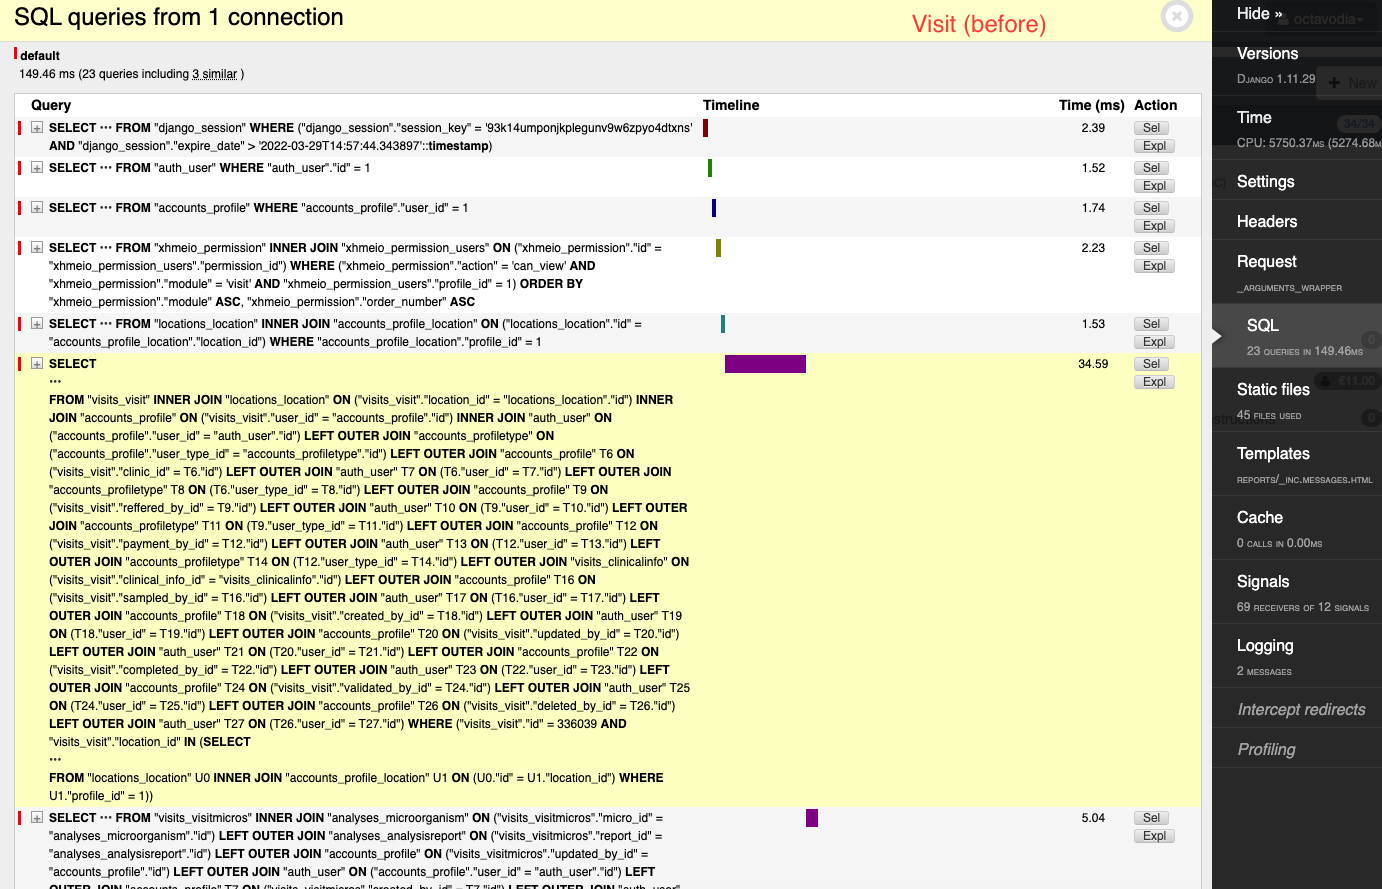 SQL queries from 1 connection
Visit (before)
default
149.46 ms (23 queries including 3 similar )
Query Timeline Time (ms) Action
SELECT ••• FROM "django_session" WHERE ("django_session"."session_key" = '93k14umponjkplegunv9w6zpyo4dtxns' 2.39 Sel
AND "django_session"."expire_date" > '2022-03-29T14:57:44.343897'::timestamp) Expl
SELECT ••• FROM "auth_user" WHERE "auth_user"."id" = 1 1.52 Sel
Expl
SELECT ••• FROM "accounts_profile" WHERE "accounts_profile"."user_id" = 1 1.74 Sel
Expl
SELECT ••• FROM "xhmeio_permission" INNER JOIN "xhmeio_permission_users" ON ("xhmeio_permission"."id" = 2.23 Sel
"xhmeio_permission_users"."permission_id") WHERE ("xhmeio_permission"."action" = 'can_view' AND Expl
"xhmeio_permission"."module" = 'visit' AND "xhmeio_permission_users"."profile_id" = 1) ORDER BY
"xhmeio_permission"."module" ASC, "xhmeio_permission"."order_number" ASC
SELECT ••• FROM "locations_location" INNER JOIN "accounts_profile_location" ON ("locations_location"."id" = 1.53 Sel
"accounts_profile_location"."location_id") WHERE "accounts_profile_location"."profile_id" = 1 Expl
SELECT 34.59 Sel
••• Expl
FROM "visits_visit" INNER JOIN "locations_location" ON ("visits_visit"."location_id" = "locations_location"."id") INNER
JOIN "accounts_profile" ON ("visits_visit"."user_id" = "accounts_profile"."id") INNER JOIN "auth_user" ON
("accounts_profile"."user_id" = "auth_user"."id") LEFT OUTER JOIN "accounts_profiletype" ON
("accounts_profile"."user_type_id" = "accounts_profiletype"."id") LEFT OUTER JOIN "accounts_profile" T6 ON
("visits_visit"."clinic_id" = T6."id") LEFT OUTER JOIN "auth_user" T7 ON (T6."user_id" = T7."id") LEFT OUTER JOIN
"accounts_profiletype" T8 ON (T6."user_type_id" = T8."id") LEFT OUTER JOIN "accounts_profile" T9 ON
("visits_visit"."reffered_by_id" = T9."id") LEFT OUTER JOIN "auth_user" T10 ON (T9."user_id" = T10."id") LEFT OUTER
JOIN "accounts_profiletype" T11 ON (T9."user_type_id" = T11."id") LEFT OUTER JOIN "accounts_profile" T12 ON
("visits_visit"."payment_by_id" = T12."id") LEFT OUTER JOIN "auth_user" T13 ON (T12."user_id" = T13."id") LEFT
OUTER JOIN "accounts_profiletype" T14 ON (T12."user_type_id" = T14."id") LEFT OUTER JOIN "visits_clinicalinfo" ON
("visits_visit"."clinical_info_id" = "visits_clinicalinfo"."id") LEFT OUTER JOIN "accounts_profile" T16 ON
("visits_visit"."sampled_by_id" = T16."id") LEFT OUTER JOIN "auth_user" T17 ON (T16."user_id" = T17."id") LEFT
OUTER JOIN "accounts_profile" T18 ON ("visits_visit"."created_by_id" = T18."id") LEFT OUTER JOIN "auth_user" T19
ON (T18."user_id" = T19."id") LEFT OUTER JOIN "accounts_profile" T20 ON ("visits_visit"."updated_by_id" = T20."id")
LEFT OUTER JOIN "auth_user" T21 ON (T20."user_id" = T21."id") LEFT OUTER JOIN "accounts_profile" T22 ON
("visits_visit"."completed_by_id" = T22."id") LEFT OUTER JOIN "auth_user" T23 ON (T22."user_id" = T23."id") LEFT
OUTER JOIN "accounts_profile" T24 ON ("visits_visit"."validated_by_id" = T24."id") LEFT OUTER JOIN "auth_user" T25
ON (T24."user_id" = T25."id") LEFT OUTER JOIN "accounts_profile" T26 ON ("visits_visit"."deleted_by_id" = T26."id")
LEFT OUTER JOIN "auth_user" T27 ON (T26."user_id" = T27."id") WHERE ("visits_visit"."id" = 336039 AND
"visits_visit"."location_id" IN (SELECT
•••
FROM "locations_location" U0 INNER JOIN "accounts_profile_location" U1 ON (U0."id" = U1."location_id") WHERE
U1."profile_id" = 1))
SELECT ••• FROM "visits_visitmicros" INNER JOIN "analyses_microorganism" ON ("visits_visitmicros"."micro_id" = 5.04 Sel
"analyses_microorganism"."id") LEFT OUTER JOIN "analyses_analysisreport" ON ("visits_visitmicros"."report_id" = Expl
"analyses_analysisreport"."id") LEFT OUTER JOIN "accounts_profile" ON ("visits_visitmicros"."updated_by_id" =
"accounts_profile"."id") LEFT OUTER JOIN "auth_user" ON ("accounts_profile"."user_id" = "auth_user"."id") LEFT
OUTER JOIN "accounts_profile" T7 ON ("visits_visitmicros"."created_by_id" = T7."id") LEFT OUTER JOIN "auth_user"
Hide »
octavodia
Versions
Django 1.11.29
New
Time
34/34
CPU: 5750.37ms (5274.68m
Settings
Headers
Request
_arguments_wrapper
SQL
23 queries in 149.46ms
0
Static files
€11.00
45 files used
0
Templates
reports/_inc.messages.html
Cache
0 calls in 0.00ms
Signals
69 receivers of 12 signals
Logging
2 messages
Intercept redirects
Profiling